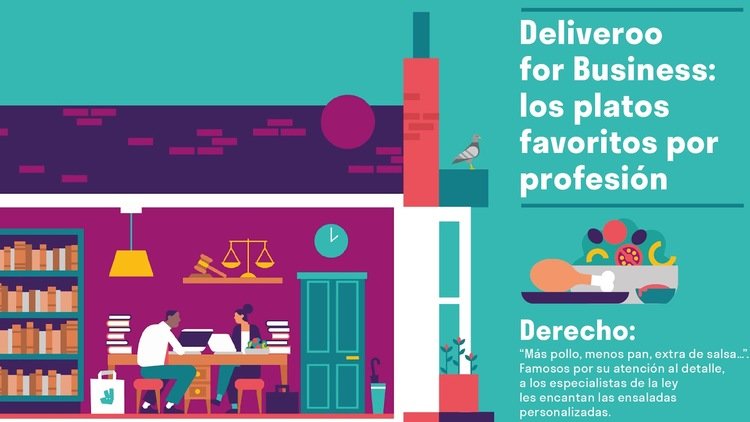 Deliveroo
for Business:
los platos
favoritos por
profesión
Derecho:
“Más pollo, menos pan, extra de salsa...”.
Famosos por su atención al detalle,
a los especialistas de la ley
les encantan las ensaladas
personalizadas.